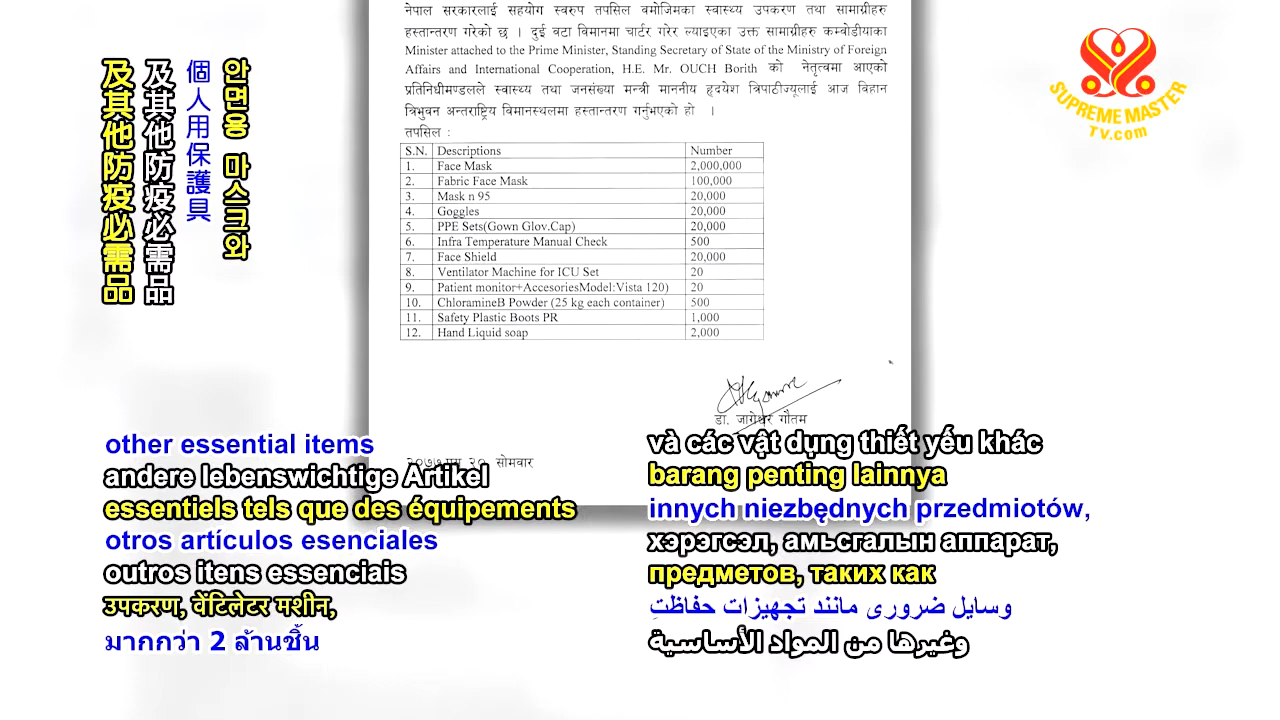 नेपाल सरकारलाई सहयोग स्वरुप तपसिल वमोजिमका स्वास्थ्य उपकरण तथा सामाग्रीहरु
हस्तान्तरण गरेको छ । दुई वटा विमानमा चार्टर गरेर ल्याइएका उक्त सामाग्रीहरु कम्वोडीयाका
Minister attached to the Prime Minister, Standing Secretary of State of the Ministry of Foreign
Affairs and International Cooperation, H.E. Mr. OUCH Borith को नेतृत्वमा आएको
प्रतिनिधीमण्डलले स्वास्थ्य तथा जनसंख्या मन्त्री माननीय हृदयेश त्रिपाठीज्यूलाई आज विहान
त्रिभुवन अन्तराष्ट्रिय विमानस्थलमा हस्तान्तरण गर्नुभएको हो ।
तपसिल :
S.N. Descriptions Number
1. Face Mask 2,000,000
2. Fabric Face Mask 100,000
3. Mask n 95 20,000
4. Goggles 20,000
5. PPE Sets(Gown Glov.Cap) 20,000
6. Infra Temperature Manual Check 500
7. Face Shield 20,000
8. Ventilator Machine for ICU Set 20
9. Patient monitor+AccesoriesModel:Vista 120) 20
10. ChloramineB Powder (25 kg each container) 500
11. Safety Plastic Boots PR 1,000
12. Hand Liquid soap 2,000
डा. जागेश्वर गौतम
२०७७ २०, सोमवार
안면용 마스크와
個人用保護具
及其他防疫必需品
及其他防疫必需品
SUPREME MASTER
TV.com
other essential items
andere lebenswichtige Artikel
essentiels tels que des équipements
otros artículos esenciales
outros itens essenciais
उपकरण, वेंटिलेटर मशीन,
มากกว่า 2 ล้านชิ้น
và các vật dụng thiết yếu khác
barang penting lainnya
innych niezbędnych przedmiotów,
хэрэгсэл, амьсгалын аппарат,
предметов, таких как
وسایل ضروری مانند تجهیزات حفاظتِ
وغيرها من المواد الأساسية